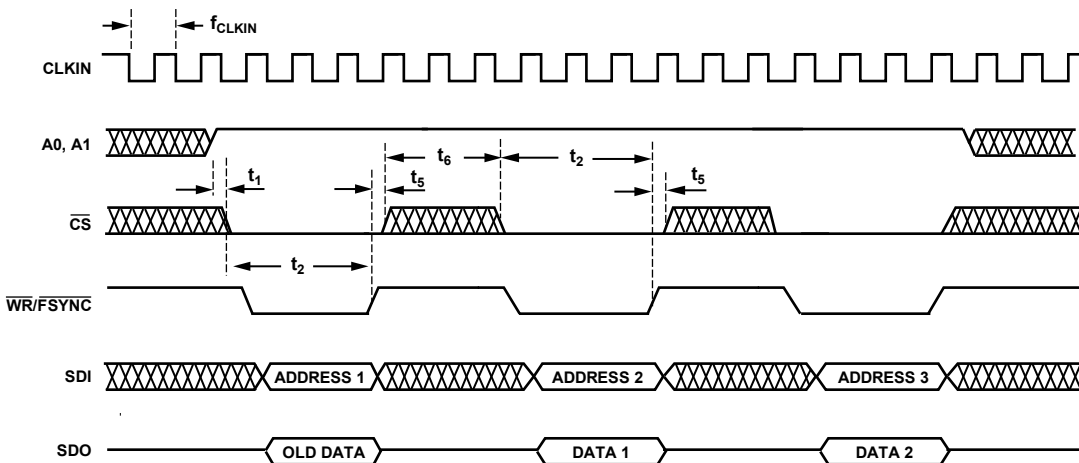 fCLKIN
CLKIN
A0, A1
t1
t5
t6
t2
t5
CS
t2
WR/FSYNC
SDI
ADDRESS 1
ADDRESS 2
ADDRESS 3
SDO
OLD DATA
DATA 1
DATA 2